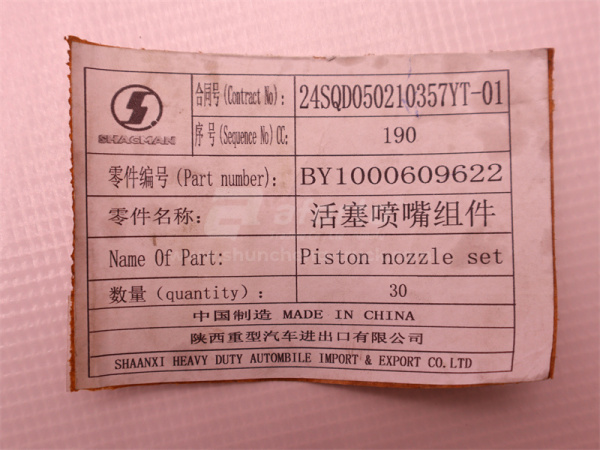 SHACMAN
合同号(Contract No): 24SQD050210357YT-01
序号(Sequence No)CC: 190
零件编号(Part number): BY1000609622
零件名称: 活塞喷嘴组件
Name Of Part: Piston nozzle set
数量(quantity): 30
中国制造 MADE IN CHINA
陕西重型汽车进出口有限公司
SHAANXI HEAVY DUTY AUTOMBILE IMPORT & EXPORT CO.LTD